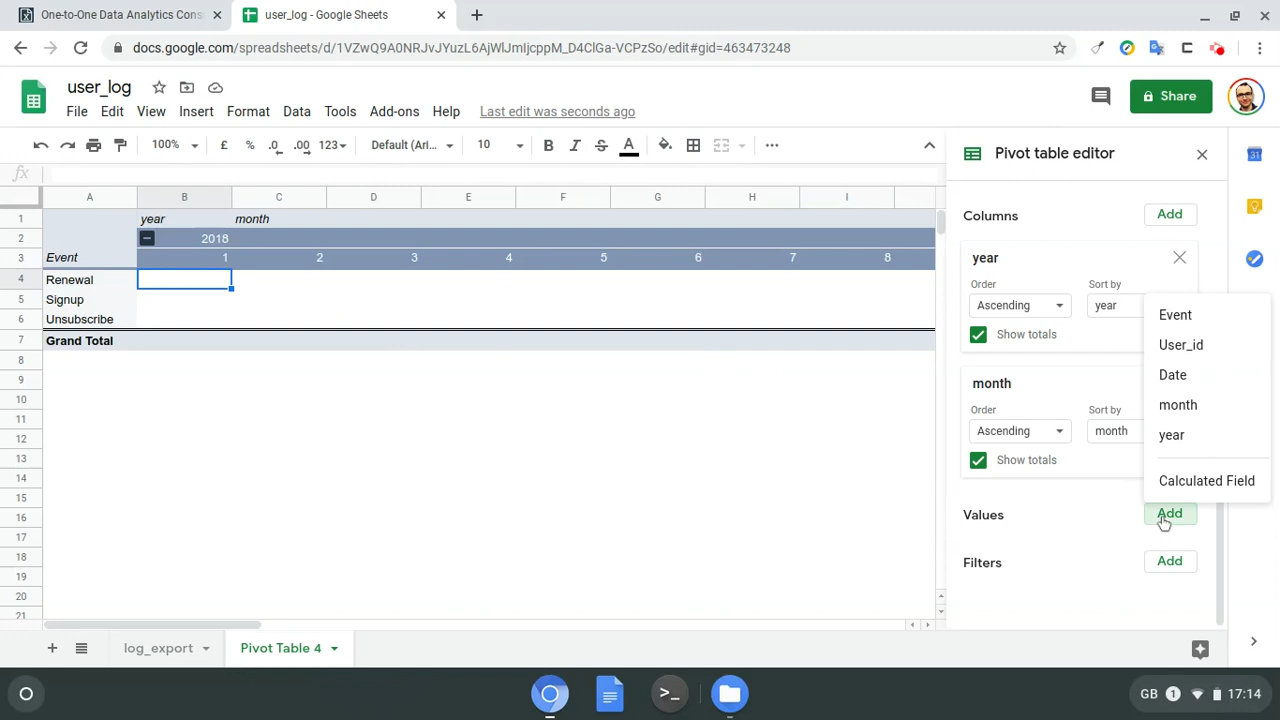 One-to-One Data Analytics Cons
user_log - Google Sheets
docs.google.com/spreadsheets/d/1VZwQ9A0NRJvJYuzL6AjWlJmIjcppM_D4ClGa-VCPzSo/edit#gid=463473248
user_log
File Edit View Insert Format Data Tools Add-ons Help Last edit was seconds ago
Share
100% £ % .0 .00 123 Default (Ari... 10 B I S A
fx
Pivot table editor
A B C D E F G H I
1 year month
2 2018
3 Event 1 2 3 4 5 6 7 8
4 Renewal
5 Signup
6 Unsubscribe
7 Grand Total
8
9
10
11
12
13
14
15
16
17
18
19
20
21
Columns Add
year
Order Sort by
Ascending year
Show totals
month
Order Sort by
Ascending month
Show totals
Event
User_id
Date
month
year
Calculated Field
Values Add
Filters Add
31
log_export Pivot Table 4
GB 1 17:14